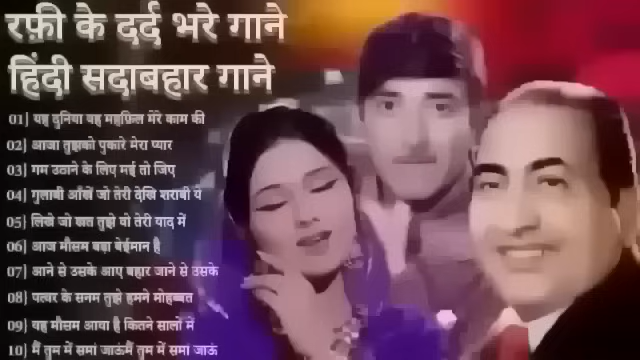 रफ़ी के दर्द भरे गाने
हिंदी सदाबहार गाने
01] यह दुनिया यह महफ़िल मेरे काम की
02] आजा तुझको पुकारे मेरा प्यार
03] गम उठाने के लिए मई तो जिए
04] गुलाबी आँखें जो तेरी देखि शराबी ये
05] लिखे जो खत तुझे वो तेरी याद में
06] आज मौसम बड़ा बेईमान है
07] आने से उसके आए बहार जाने से उसके
08] पत्थर के सनम तुझे हमने मोहब्बत
09] यह मौसम आया है कितने सालों में
10] मैं तुम में समां जाऊंमैं तुम में समां जाऊं